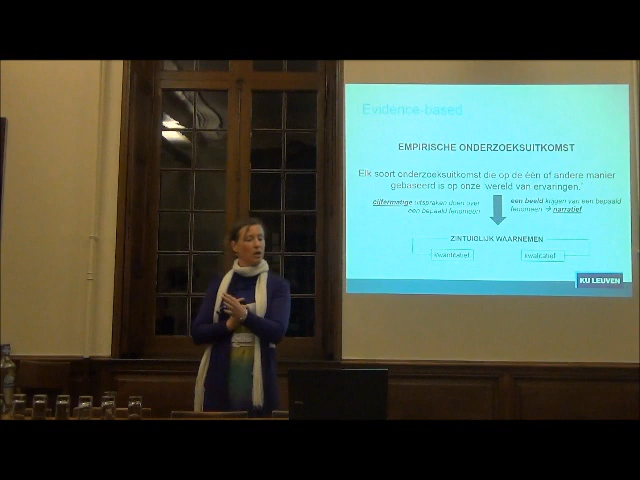 Evidence-based
EMPIRISCHE ONDERZOEKSUITKOMST
Elk soort onderzoeksuitkomst die op de één of andere manier
gebaseerd is op onze ‘wereld van ervaringen.’
cijfermatige uitspraken doen over
een bepaald fenomeen
een beeld krijgen van een bepaald
fenomeen → narratief
ZINTUIGLIJK WAARNEMEN
Kwantitatief
kwalitatief
KU LEUVEN